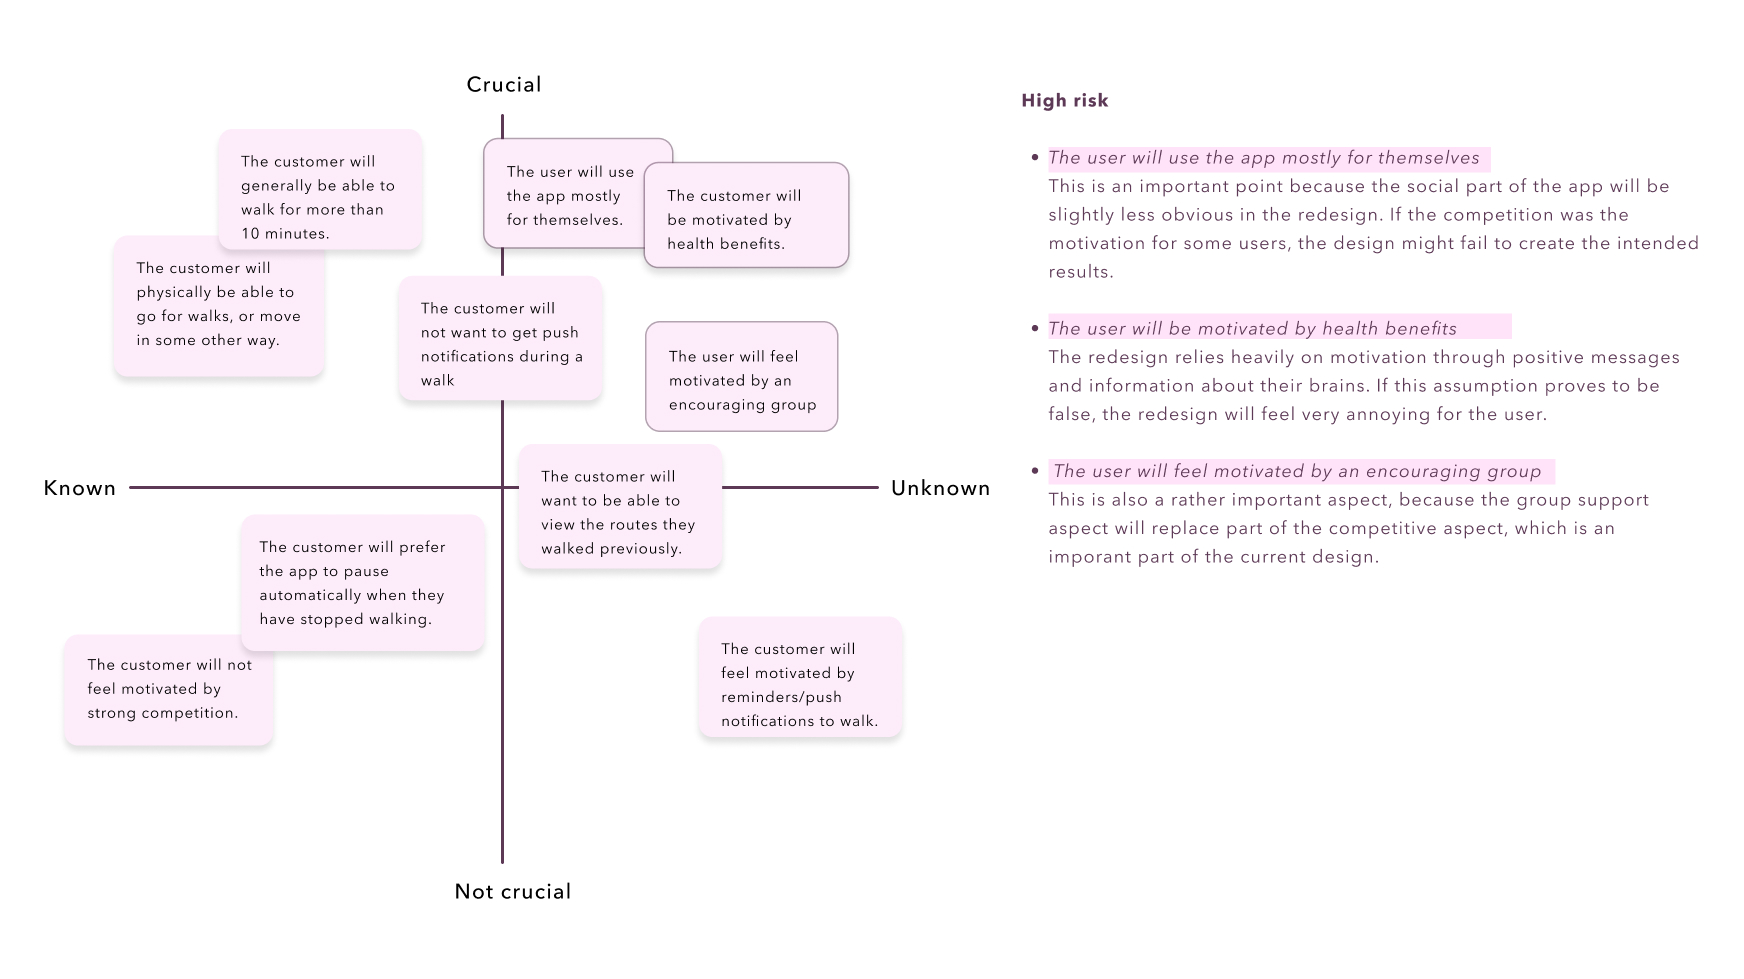 Crucial
The customer will
generally be able to
walk for more than
10 minutes.
The user will use
the app mostly
for themselves.
The customer will
be motivated by
health benefits.
The customer will
physically be able to
go for walks, or move
in some other way.
The customer will
not want to get push
notifications during a
walk
The user will feel
motivated by an
encouraging group
Known
Unknown
The customer will
want to be able to
view the routes they
walked previously.
The customer will prefer
the app to pause
automatically when they
have stopped walking.
The customer will not
feel motivated by
strong competition.
The customer will
feel motivated by
reminders/push
notifications to walk.
Not crucial
High risk
• The user will use the app mostly for themselves
This is an important point because the social part of the app will be
slightly less obvious in the redesign. If the competition was the
motivation for some users, the design might fail to create the intended
results.
• The user will be motivated by health benefits
The redesign relies heavily on motivation through positive messages
and information about their brains. If this assumption proves to be
false, the redesign will feel very annoying for the user.
• The user will feel motivated by an encouraging group
This is also a rather important aspect, because the group support
aspect will replace part of the competitive aspect, which is an
imporant part of the current design.